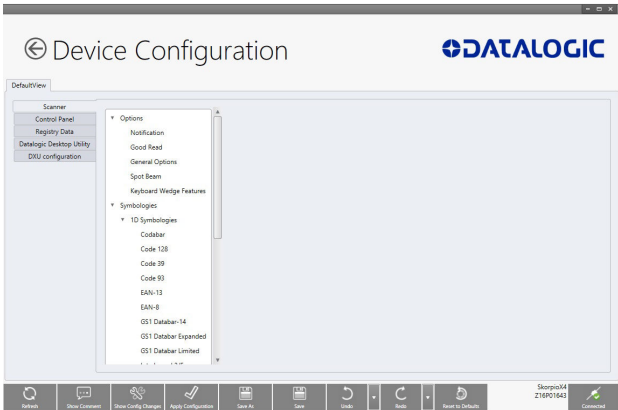 Device Configuration
DATALOGIC
DefaultView
Scanner
Control Panel
Registry Data
Datalogic Desktop Utility
DXU configuration
Options
Notification
Good Read
General Options
Spot Beam
Keyboard Wedge Features
Symbologies
1D Symbologies
Codabar
Code 128
Code 39
Code 93
EAN-13
EAN-8
GS1 Databar-14
GS1 Databar Expanded
GS1 Databar Limited
SkorpioX4
Z16P01643
Refresh
Show Comment
Show Config Changes
Apply Configuration
Save As
Save
Undo
Redo
Reset to Defaults
Connected